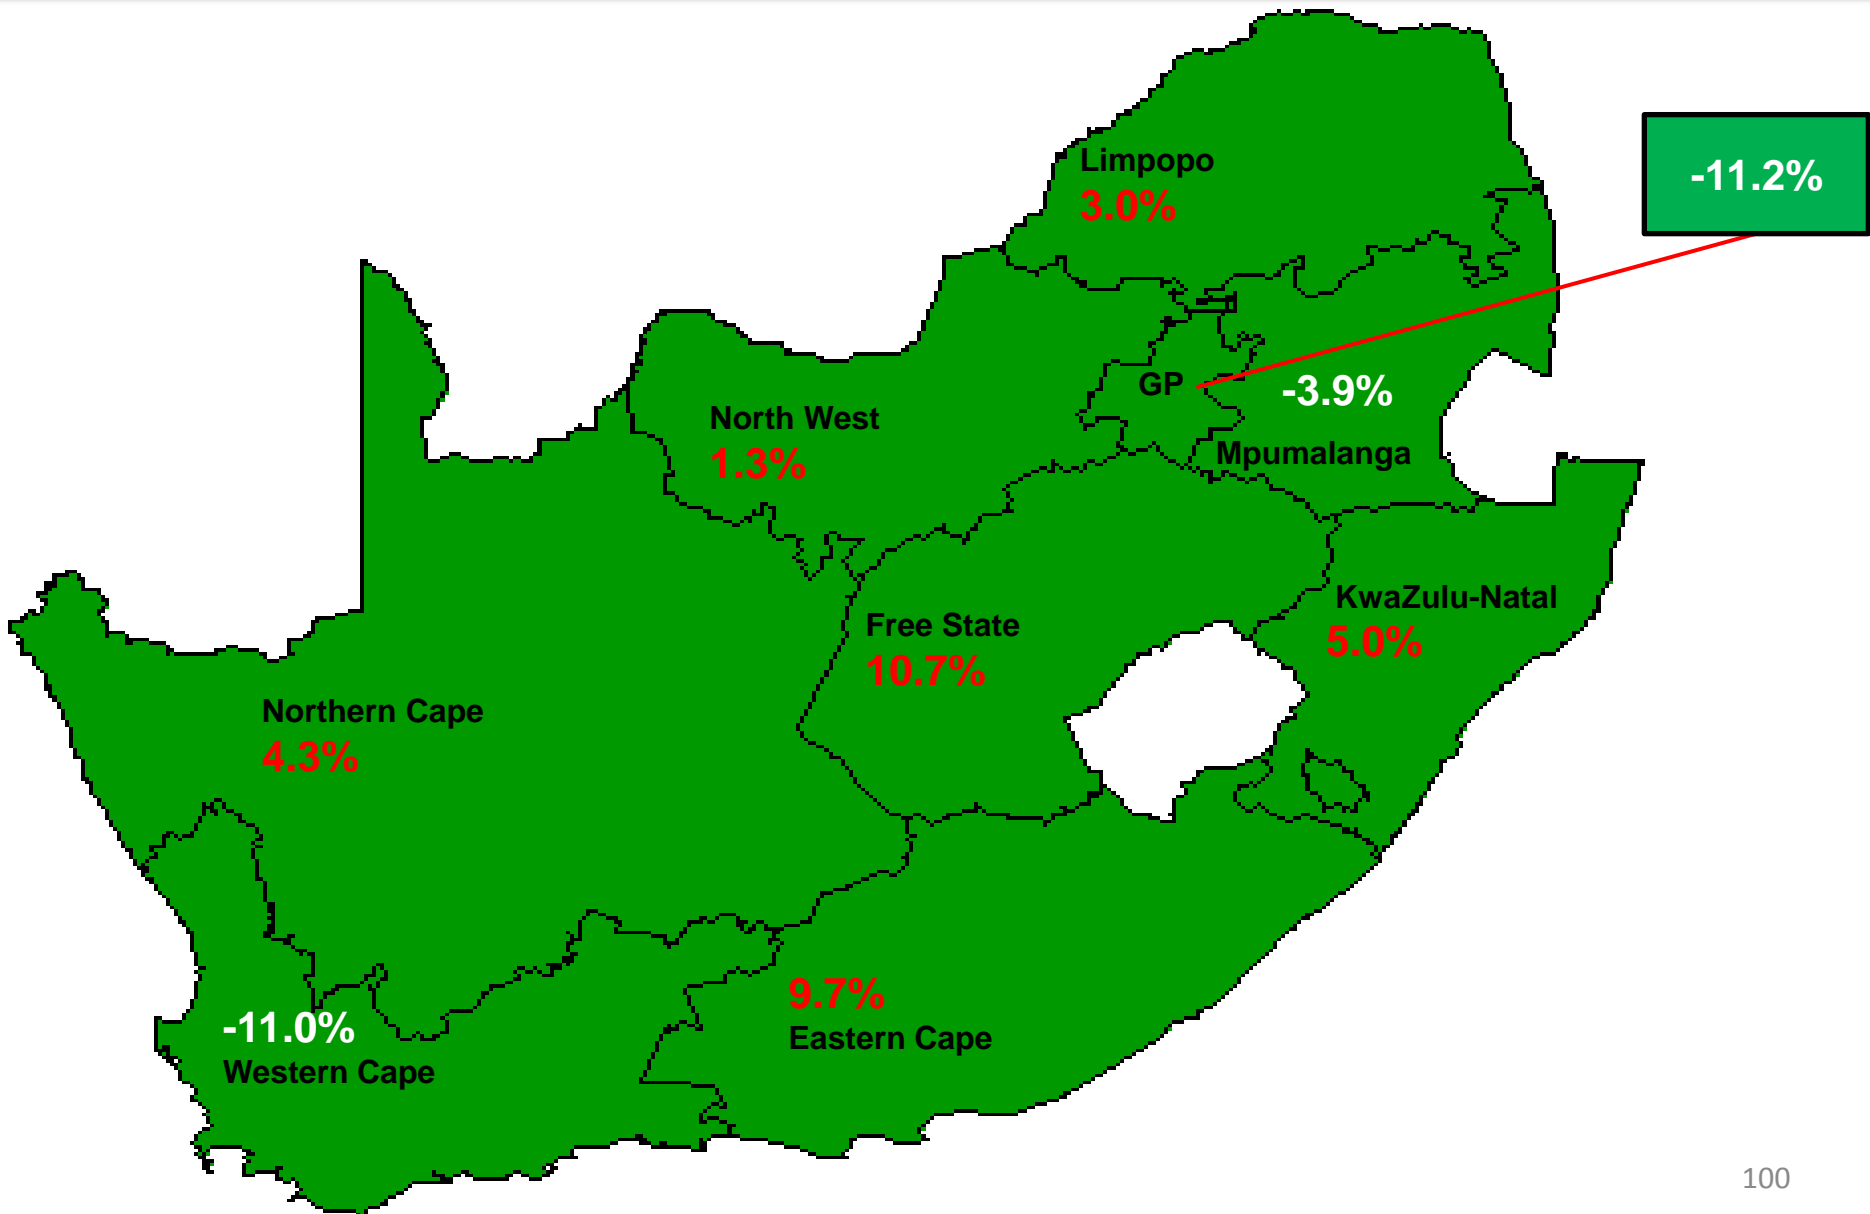 Limpopo
3.0%
-11.2%
GP
-3.9%
Mpumalanga
North West
1.3%
KwaZulu-Natal
5.0%
Free State
10.7%
Northern Cape
4.3%
9.7%
Eastern Cape
-11.0%
Western Cape
100